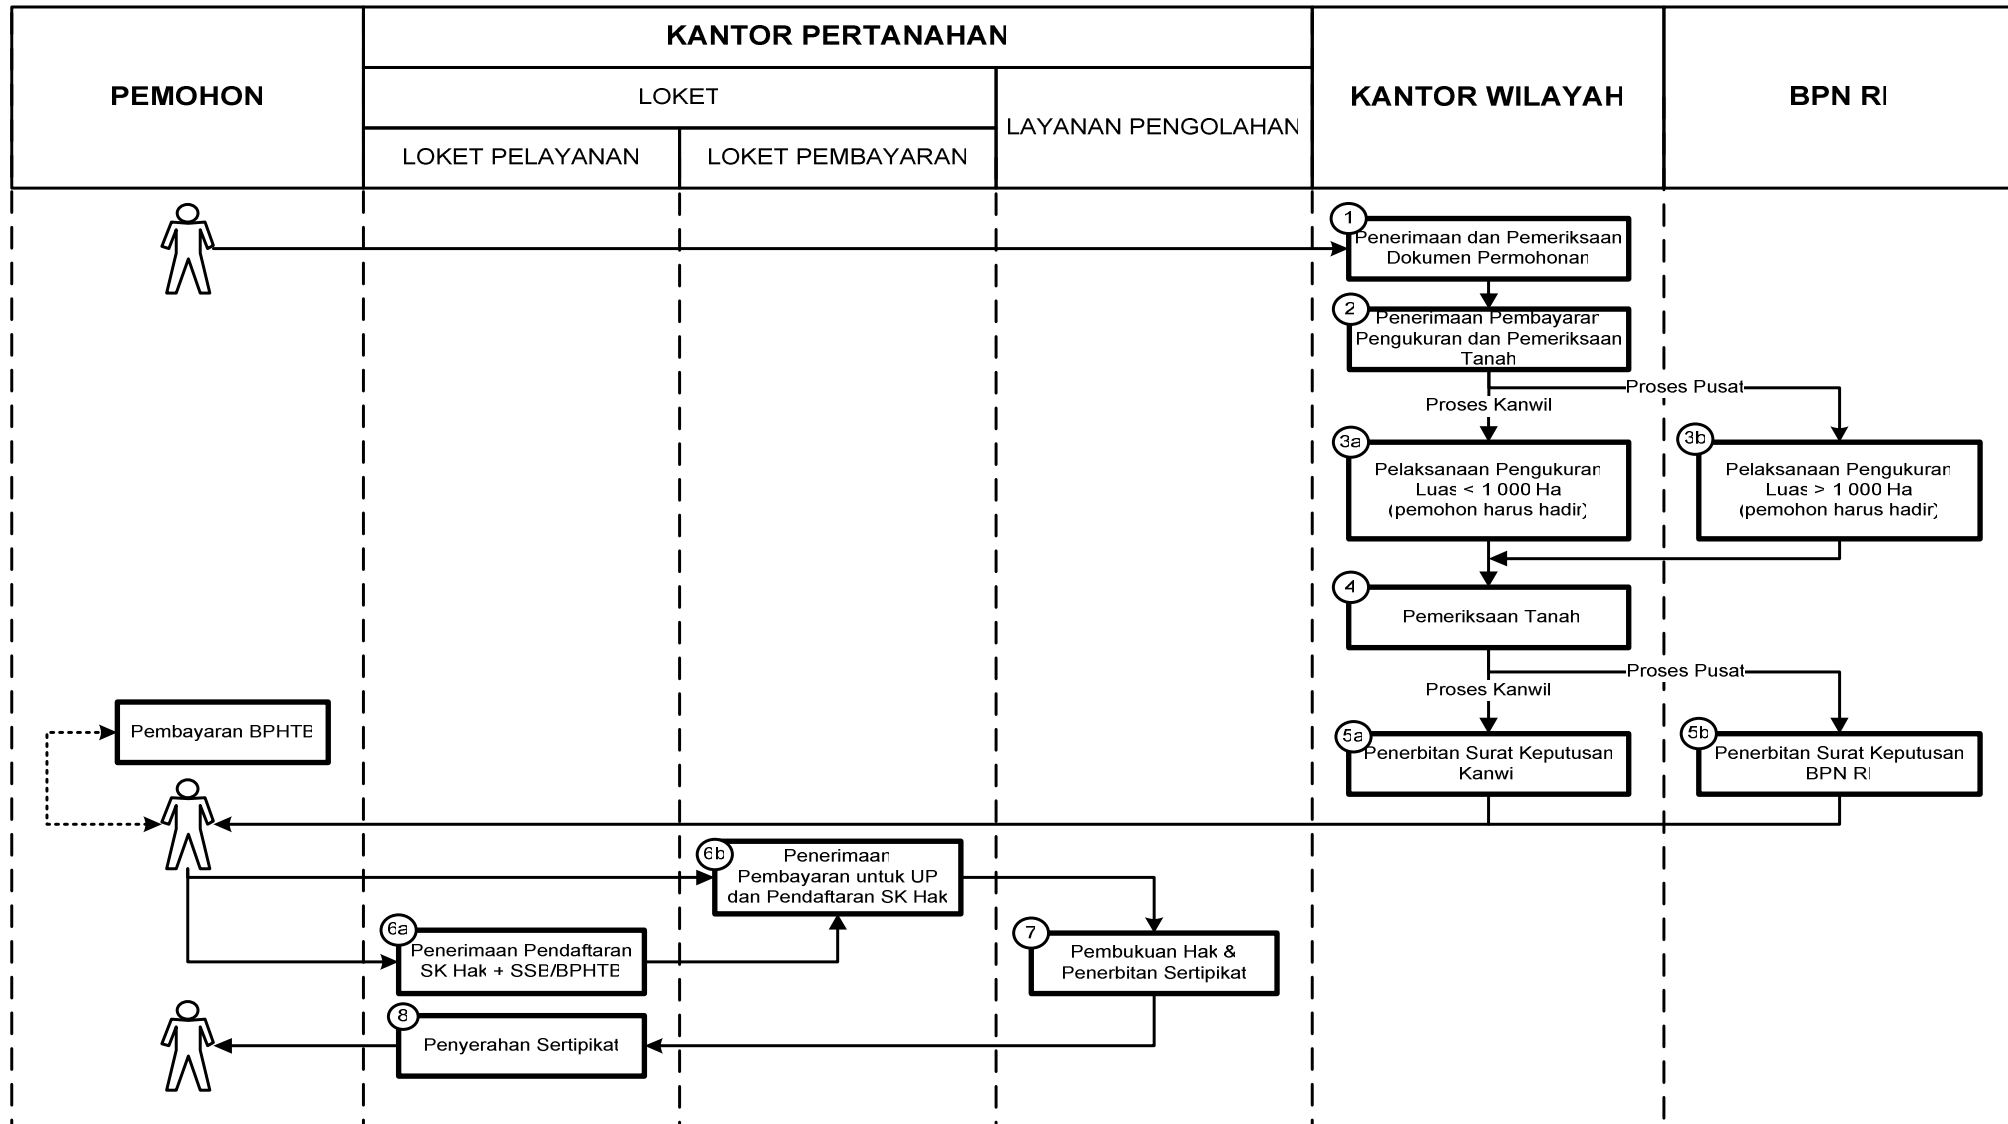 PEMOHON
KANTOR PERTANAHAN
LOKET
LOKET PELAYANAN
LOKET PEMBAYARAN
LAYANAN PENGOLAHAN
KANTOR WILAYAH
BPN RI
1
Penerimaan dan Pemeriksaan
Dokumen Permohonan
2
Penerimaan Pembayaran
Pengukuran dan Pemeriksaan
Tanah
Proses Pusat
Proses Kanwil
3a
Pelaksanaan Pengukuran
Luas < 1 000 Ha
(pemohon harus hadir)
3b
Pelaksanaan Pengukuran
Luas > 1 000 Ha
(pemohon harus hadir)
4
Pemeriksaan Tanah
Proses Pusat
Proses Kanwil
Pembayaran BPHTB
5a
Penerbitan Surat Keputusan
Kanwi
5b
Penerbitan Surat Keputusan
BPN RI
6b
Penerimaan
Pembayaran untuk UP
dan Pendaftaran SK Hak
6a
Penerimaan Pendaftaran
SK Hak + SSB/BPHTB
7
Pembukuan Hak &
Penerbitan Sertipikat
8
Penyerahan Sertipikat